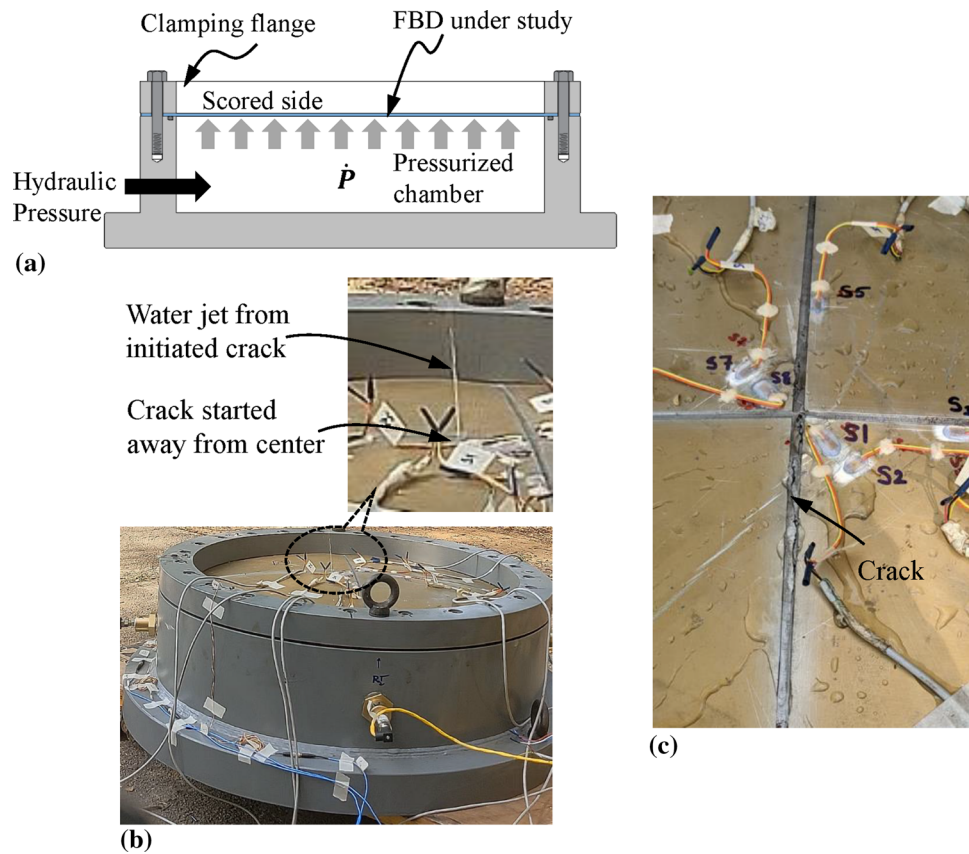 Clamping flange
FBD under study
Scored side
Hydraulic
Pressure
Ṗ
Pressurized
chamber
(a)
Water jet from
initiated crack
Crack started
away from center
S1
(b)
S5
S7
S8
S1
S2
Crack
(c)